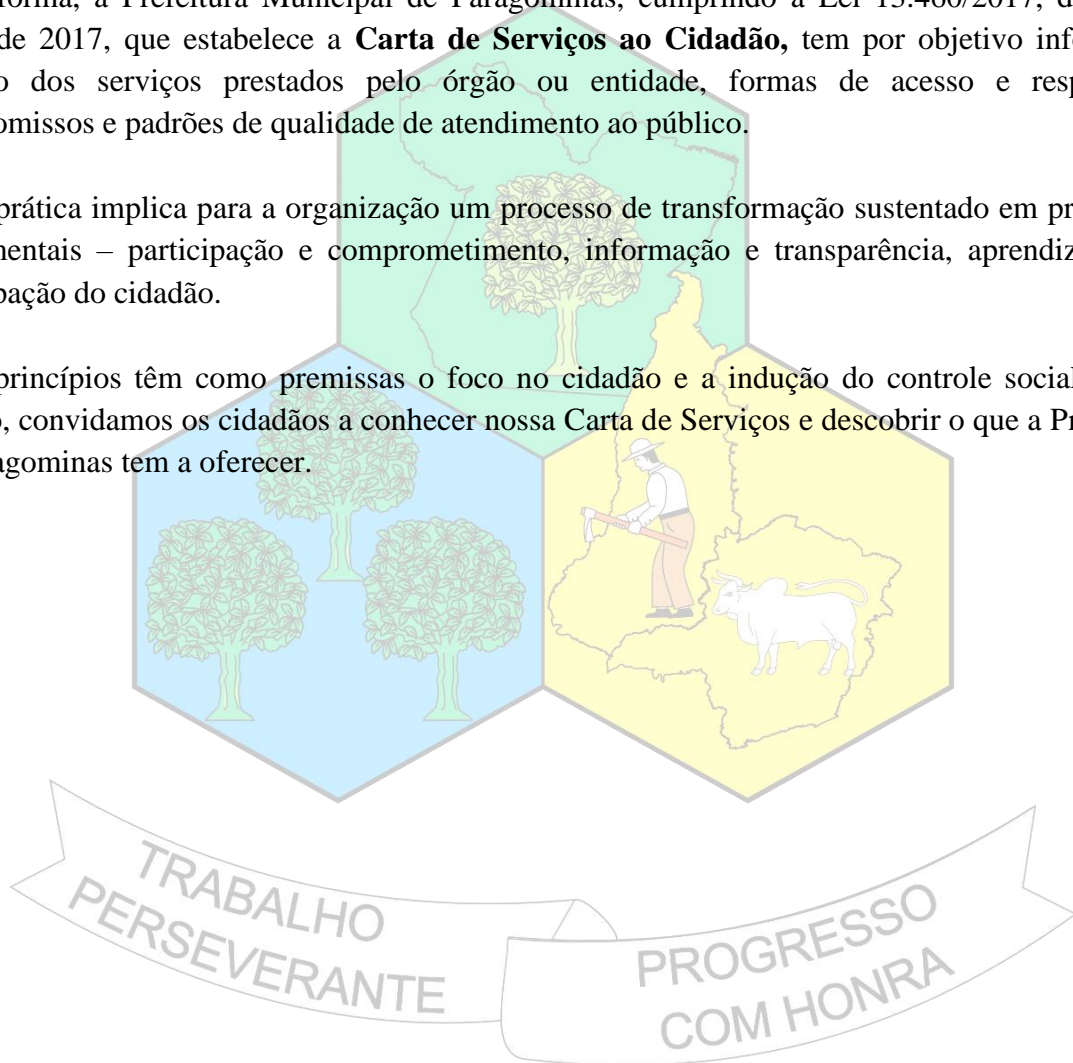 forma, a Prefeitura Municipal de Paragominas, cumprindo a Lei 13.460/2017, d
de 2017, que estabelece a Carta de Serviços ao Cidadão, tem por objetivo inf
o dos serviços prestados pelo órgão ou entidade, formas de acesso e resp
omissos e padrões de qualidade de atendimento ao público.
prática implica para a organização um processo de transformação sustentado em pr
mentais – participação e comprometimento, informação e transparência, aprendiz
pação do cidadão.
princípios têm como premissas o foco no cidadão e a indução do controle social
o, convidamos os cidadãos a conhecer nossa Carta de Serviços e descobrir o que a Pr
agominas tem a oferecer.
TRABALHO
PERSEVERANTE
PROGRESSO
COM HONRA